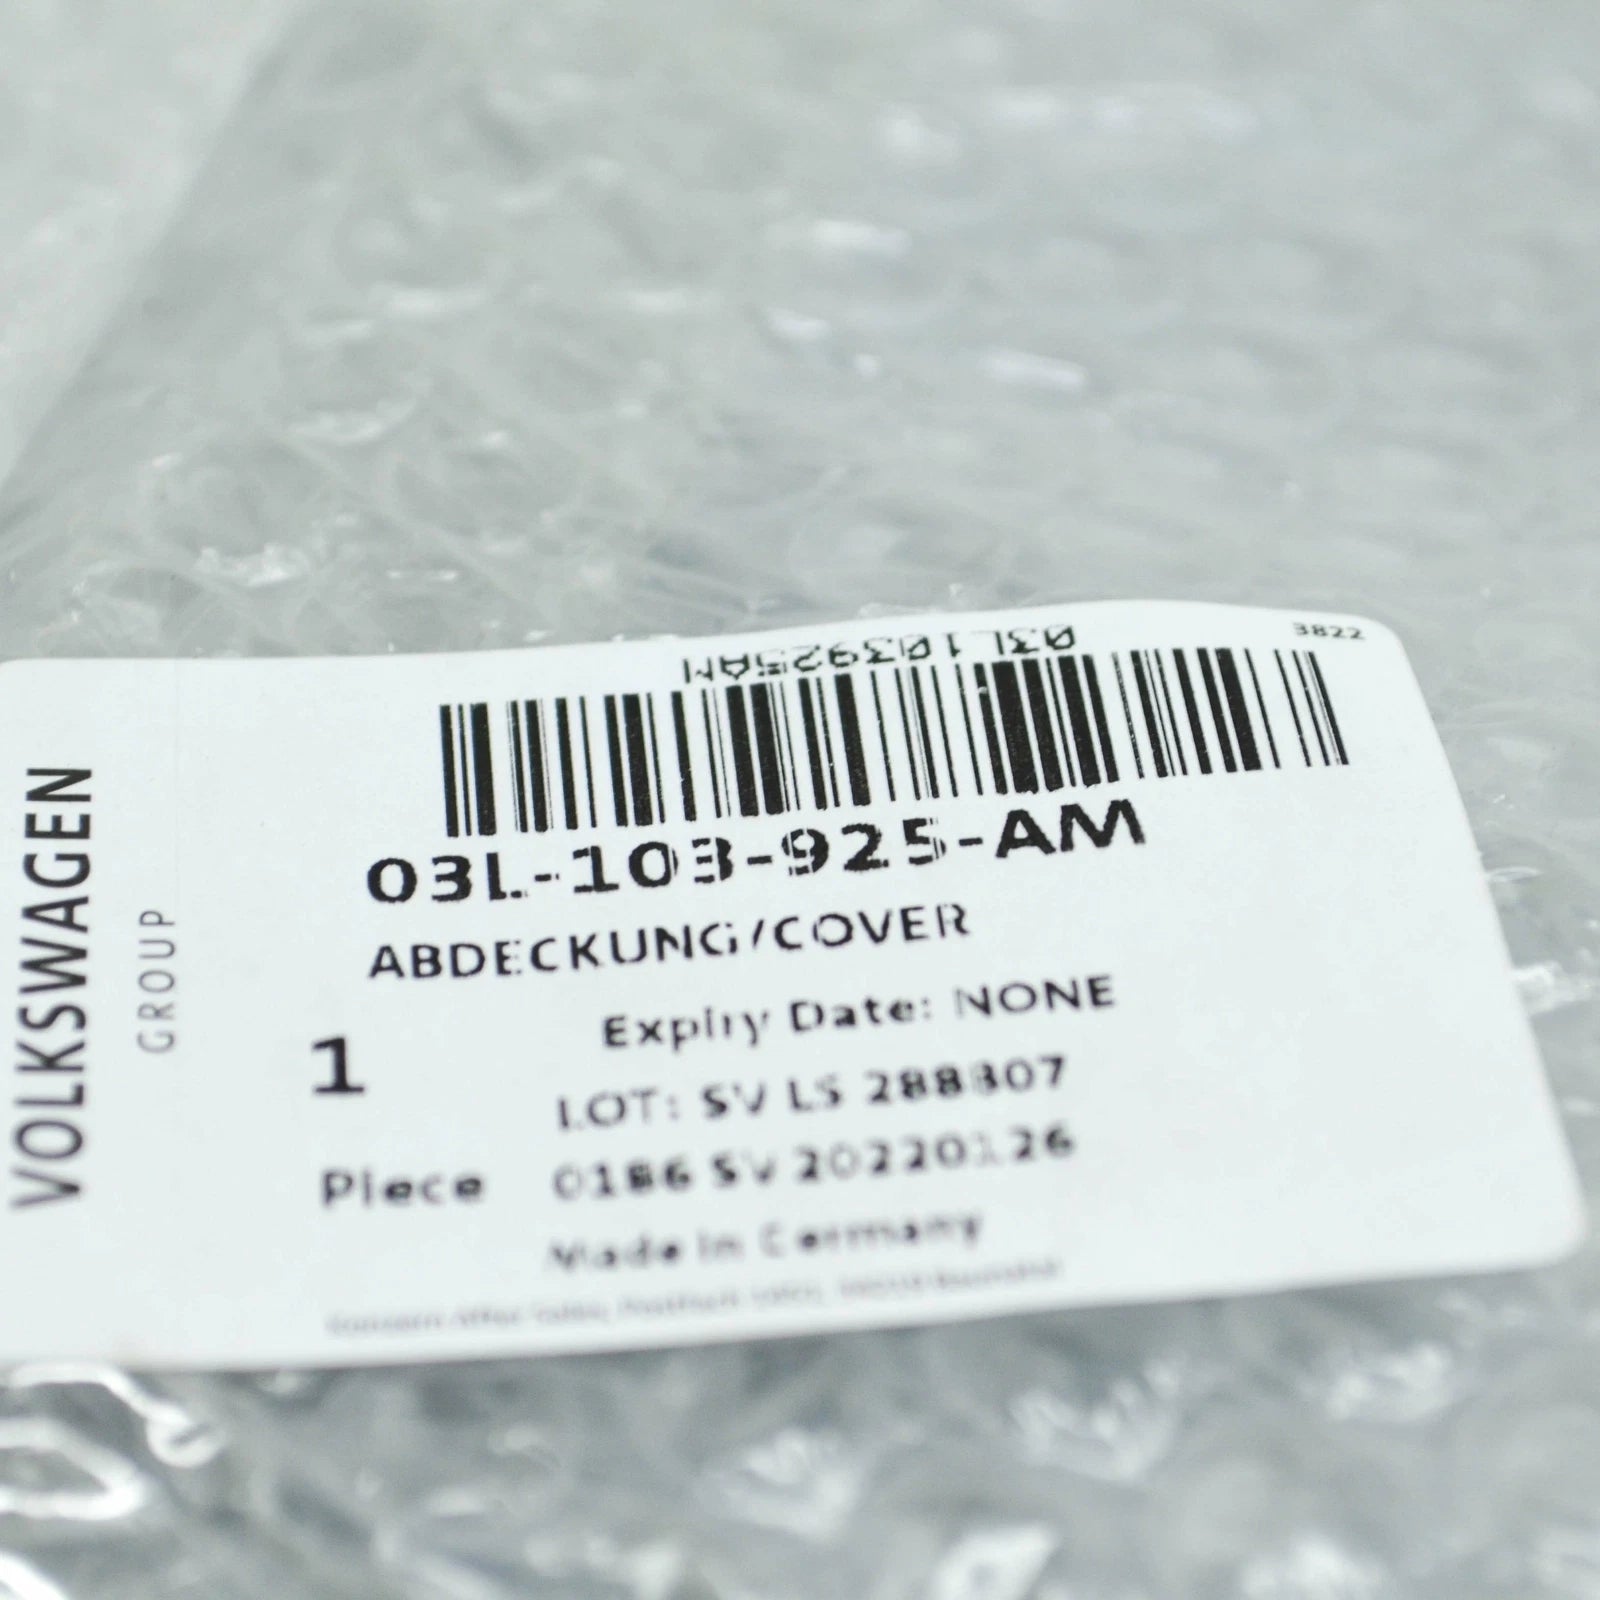 VOLKSWAGEN
GROUP
3822
03L103925AM
03L-103-925-AM
ABDECKUNG/COVER
Expiry Date: NONE
1
LOT: SV LS 288807
Piece
0186 SV 20220126
Made in Germany